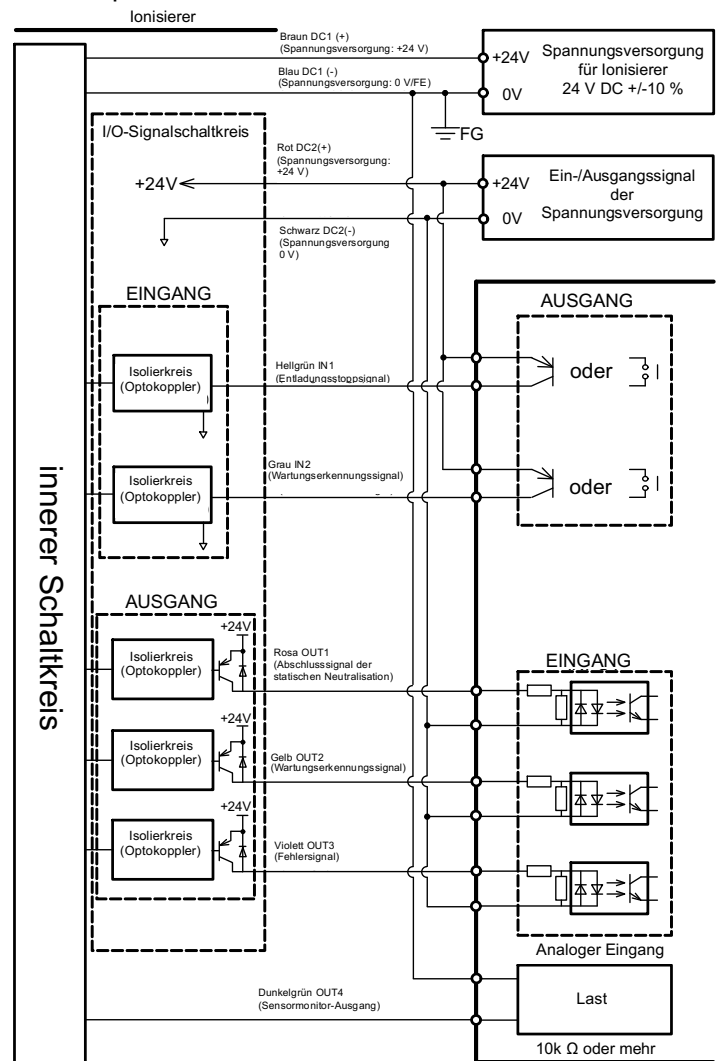 Ionisierer
Braun DC1 (+)
(Spannungsversorgung: +24 V)
Blau DC1 (-)
(Spannungsversorgung: 0 V/FE)
+24V
0V
Spannungsversorgung
für Ionisierer
24 V DC +/-10 %
FG
I/O-Signalschaltkreis
Rot DC2(+)
(Spannungsversorgung:
+24 V)
+24V
+24V
0V
Ein-/Ausgangssignal
der
Spannungsversorgung
Schwarz DC2(-)
(Spannungsversorgung
0 V)
EINGANG
AUSGANG
Isolierkreis
(Optokoppler)
Hellgrün IN1
(Entladungsstoppsignal)
oder
Isolierkreis
(Optokoppler)
Grau IN2
(Wartungserkennungssignal)
oder
innerer Schaltkreis
AUSGANG
+24V
Isolierkreis
(Optokoppler)
Rosa OUT1
(Abschlusssignal der
statischen Neutralisation)
EINGANG
+24V
Isolierkreis
(Optokoppler)
Gelb OUT2
(Wartungserkennungssignal)
+24V
Isolierkreis
(Optokoppler)
Violett OUT3
(Fehlersignal)
Analoger Eingang
Dunkelgrün OUT4
(Sensormonitor-Ausgang)
Last
10k Ω oder mehr